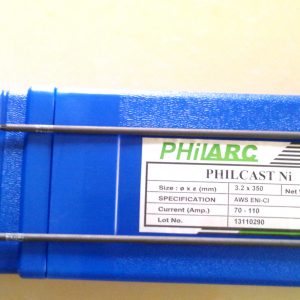 PHILARC
PHILCAST Ni
Size : ø x ε (mm) 3.2 x 350 Net
SPECIFICATION AWS ENi-CI
Current (Amp.) 70 - 110
Lot No. 13110290